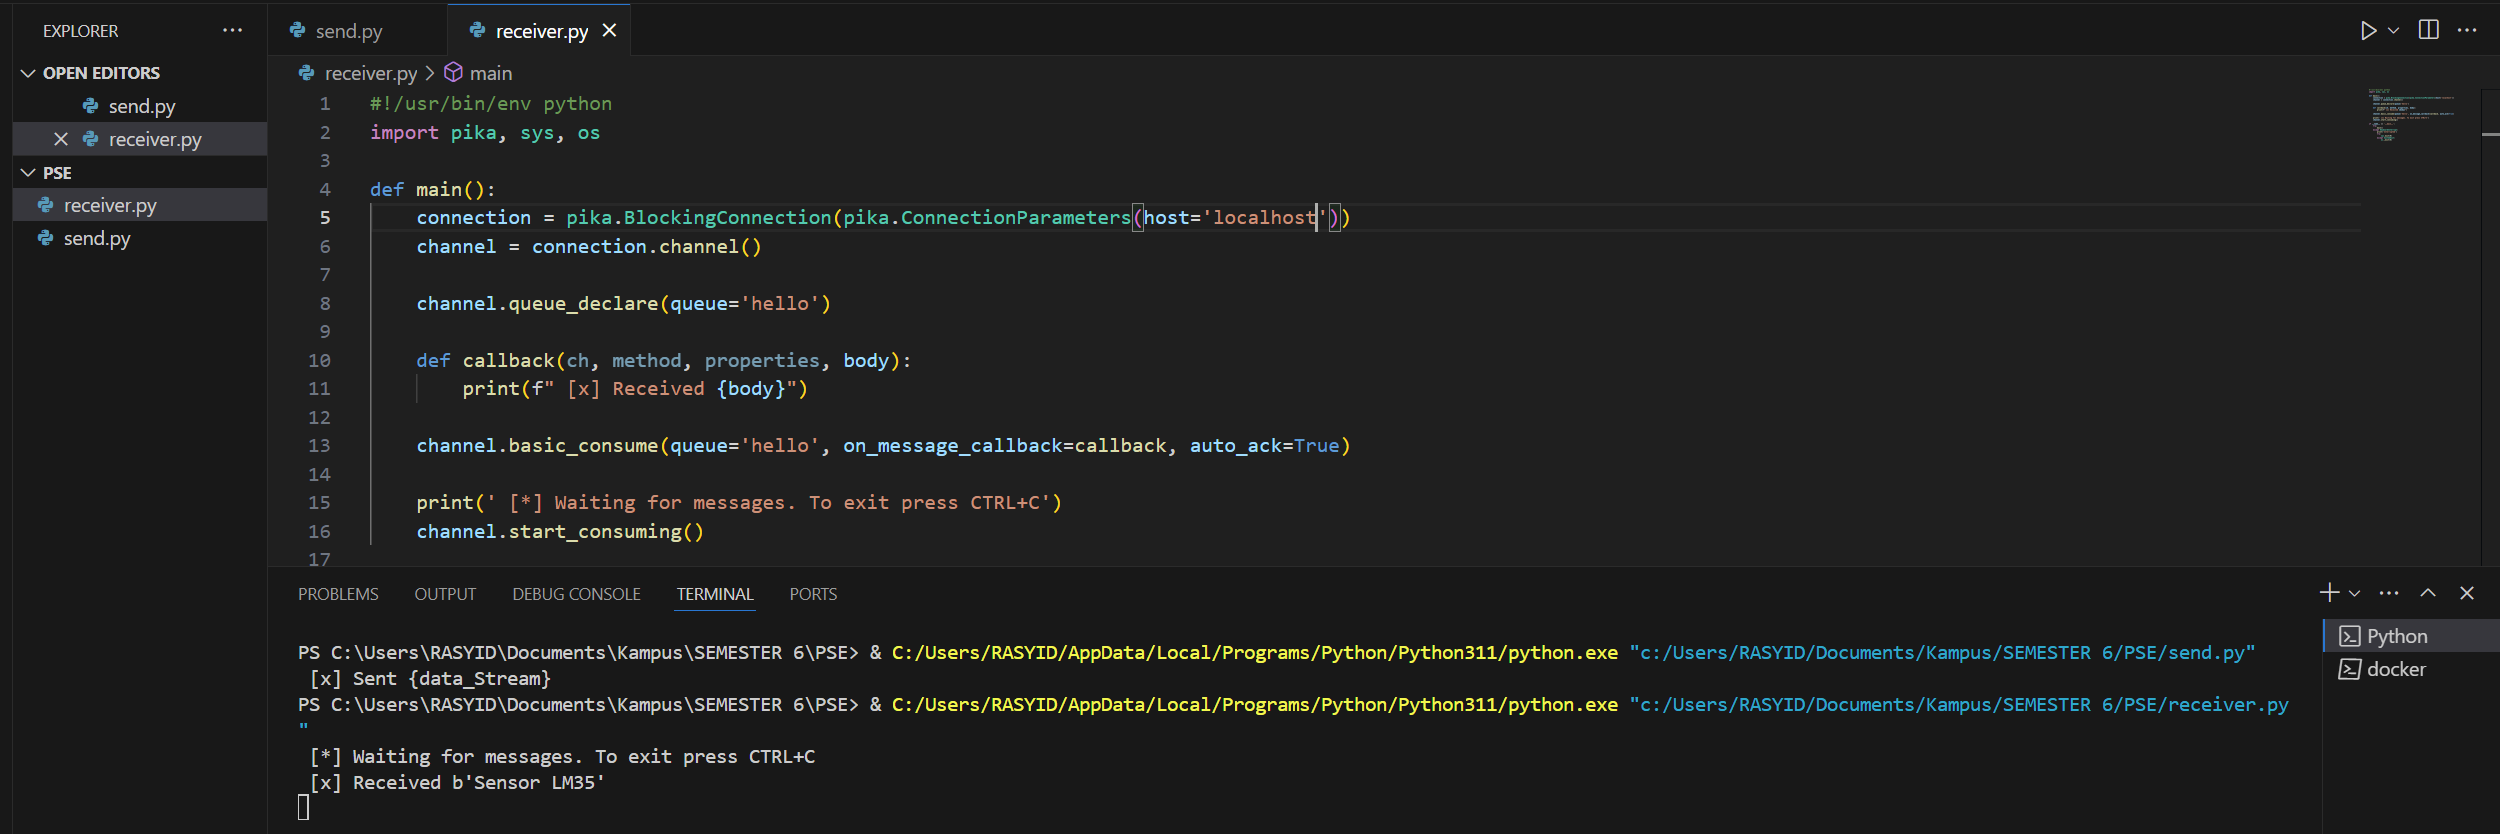 EXPLORER
OPEN EDITORS
send.py
receiver.py
PSE
receiver.py
send.py
send.py
receiver.py
receiver.py > main
1 #!/usr/bin/env python
2 import pika, sys, os
3
4 def main():
5 connection = pika.BlockingConnection(pika.ConnectionParameters(host='localhost'))
6 channel = connection.channel()
7
8 channel.queue_declare(queue='hello')
9
10 def callback(ch, method, properties, body):
11 print(f" [x] Received {body}")
12
13 channel.basic_consume(queue='hello', on_message_callback=callback, auto_ack=True)
14
15 print(' [*] Waiting for messages. To exit press CTRL+C')
16 channel.start_consuming()
17
PROBLEMS OUTPUT DEBUG CONSOLE TERMINAL PORTS
PS C:\Users\RASYID\Documents\Kampus\SEMESTER 6\PSE> & C:/Users/RASYID/AppData/Local/Programs/Python/Python311/python.exe "c:/Users/RASYID/Documents/Kampus/SEMESTER 6/PSE/send.py"
[x] Sent {data_Stream}
PS C:\Users\RASYID\Documents\Kampus\SEMESTER 6\PSE> & C:/Users/RASYID/AppData/Local/Programs/Python/Python311/python.exe "c:/Users/RASYID/Documents/Kampus/SEMESTER 6/PSE/receiver.py
"
[*] Waiting for messages. To exit press CTRL+C
[x] Received b'Sensor LM35'
Python
docker